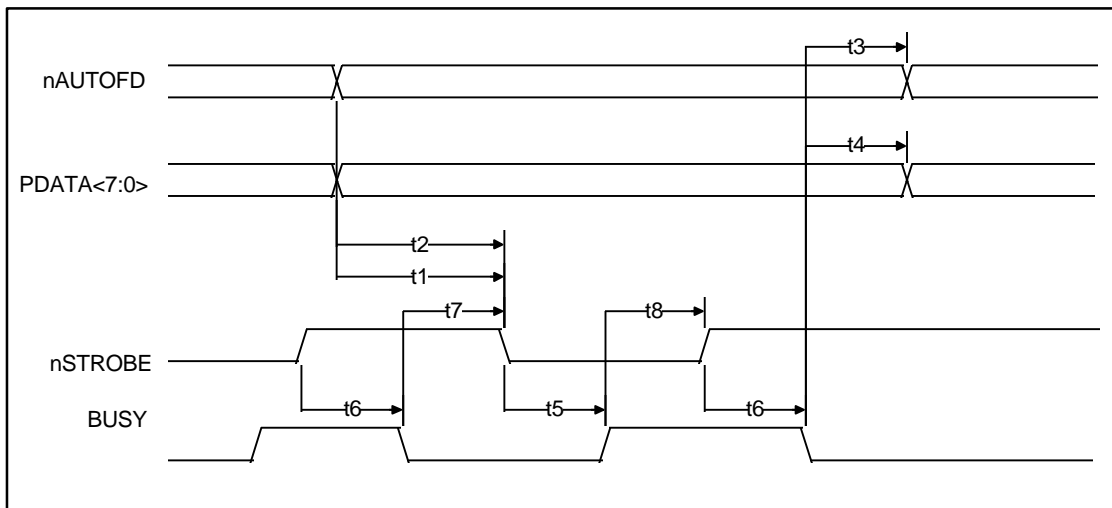 t3
nAUTOFD
t4
PDATA<7:0>
t2
t1
t7
t8
nSTROBE
t6
t5
t6
BUSY